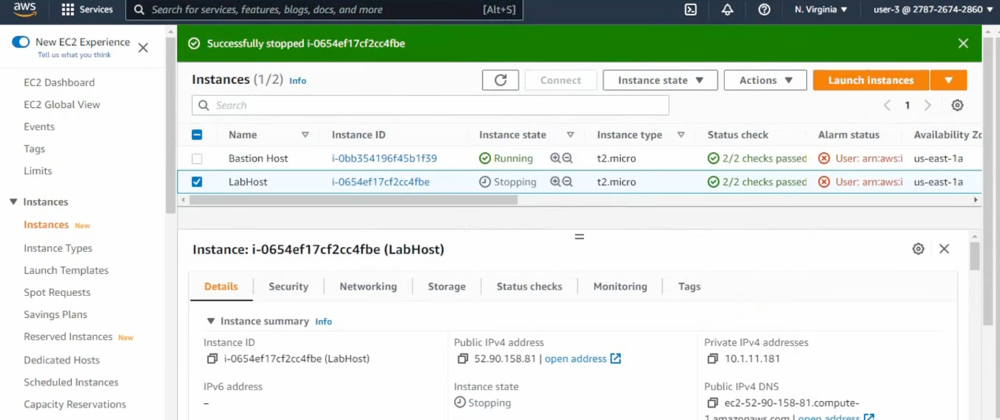 aws Services Search for services, features, blogs, docs, and more [Alt+S] N. Virginia user-3 @ 2787-2674-2860
New EC2 Experience
Tell us what you think
EC2 Dashboard
EC2 Global View
Events
Tags
Limits
Instances
Instances New
Instance Types
Launch Templates
Spot Requests
Savings Plans
Reserved Instances New
Dedicated Hosts
Scheduled Instances
Capacity Reservations
Successfully stopped i-0654ef17cf2cc4fbe
Instances (1/2) Info Connect Instance state Actions Launch instances
Search 1
Name Instance ID Instance state Instance type Status check Alarm status Availability Zo
Bastion Host i-0bb354196f45b1f39 Running t2.micro 2/2 checks passed User: arn:aws:i us-east-1a
LabHost i-0654ef17cf2cc4fbe Stopping t2.micro 2/2 checks passed User: arn:aws:i us-east-1a
Instance: i-0654ef17cf2cc4fbe (LabHost)
Details Security Networking Storage Status checks Monitoring Tags
Instance summary Info
Instance ID Public IPv4 address Private IPv4 addresses
i-0654ef17cf2cc4fbe (LabHost) 52.90.158.81 | open address 10.1.11.181
IPv6 address Instance state Public IPv4 DNS
– Stopping ec2-52-90-158-81.compute-
1.amazonaws.com | open address